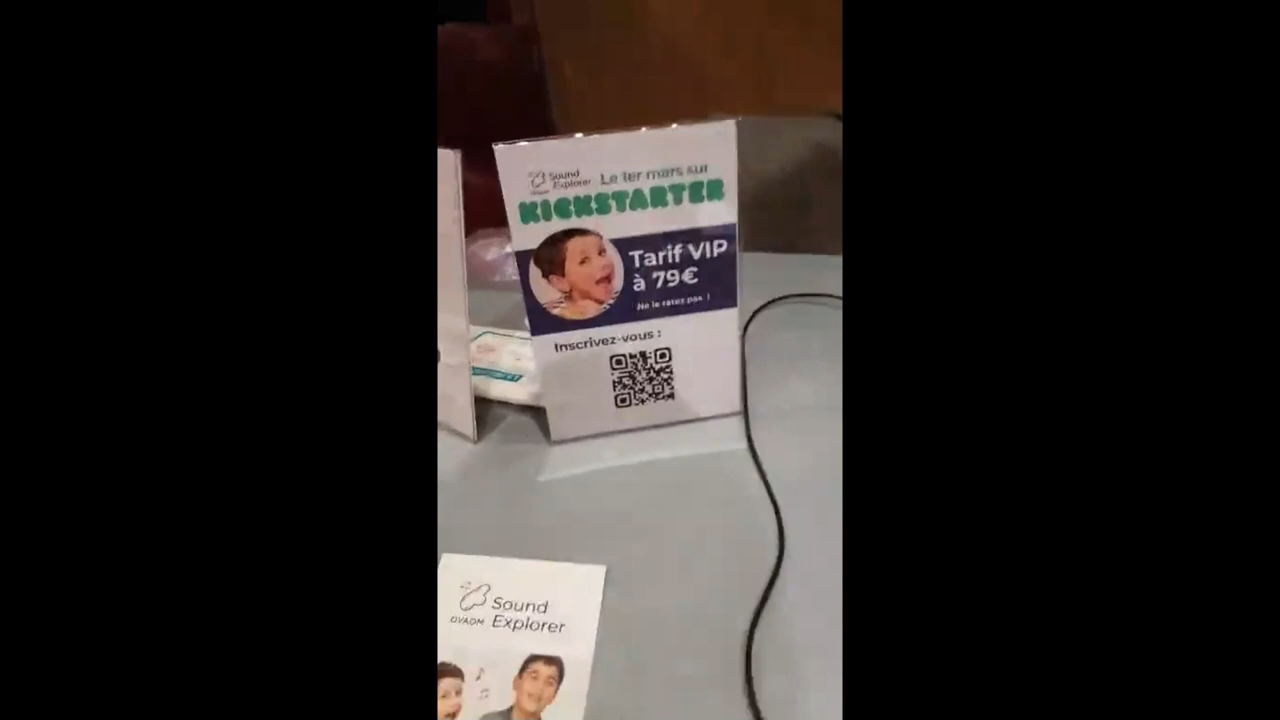 Sound
Explorer
Le 1er mars sur
KICKSTARTER
Tarif VIP
à 79€
Ne le ratez pas !
Inscrivez-vous :
Sound
OVAOM Explorer